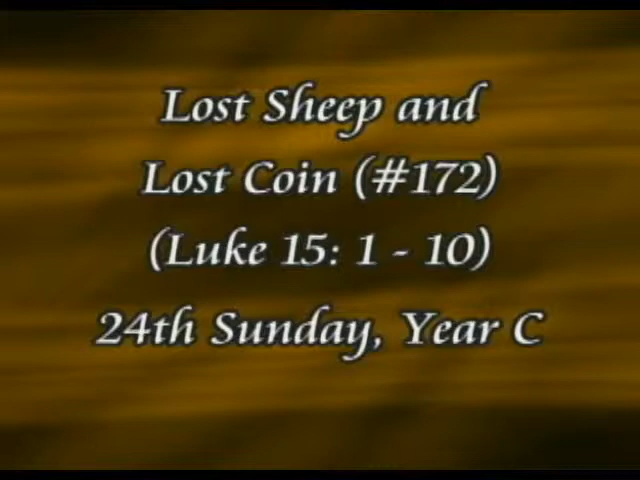 Lost Sheep and
Lost Coin (#172)
(Luke 15: 1 - 10)
24th Sunday, Year C